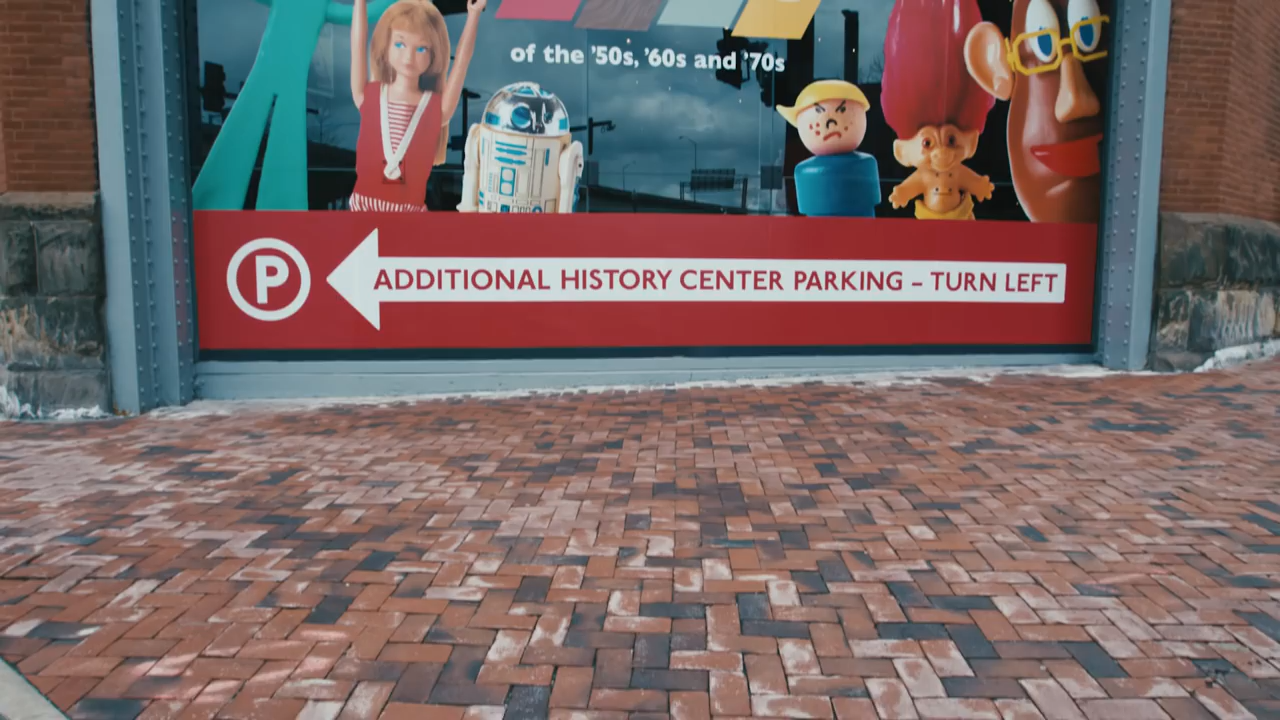 of the '50s, '60s and '70s
P
ADDITIONAL HISTORY CENTER PARKING – TURN LEFT